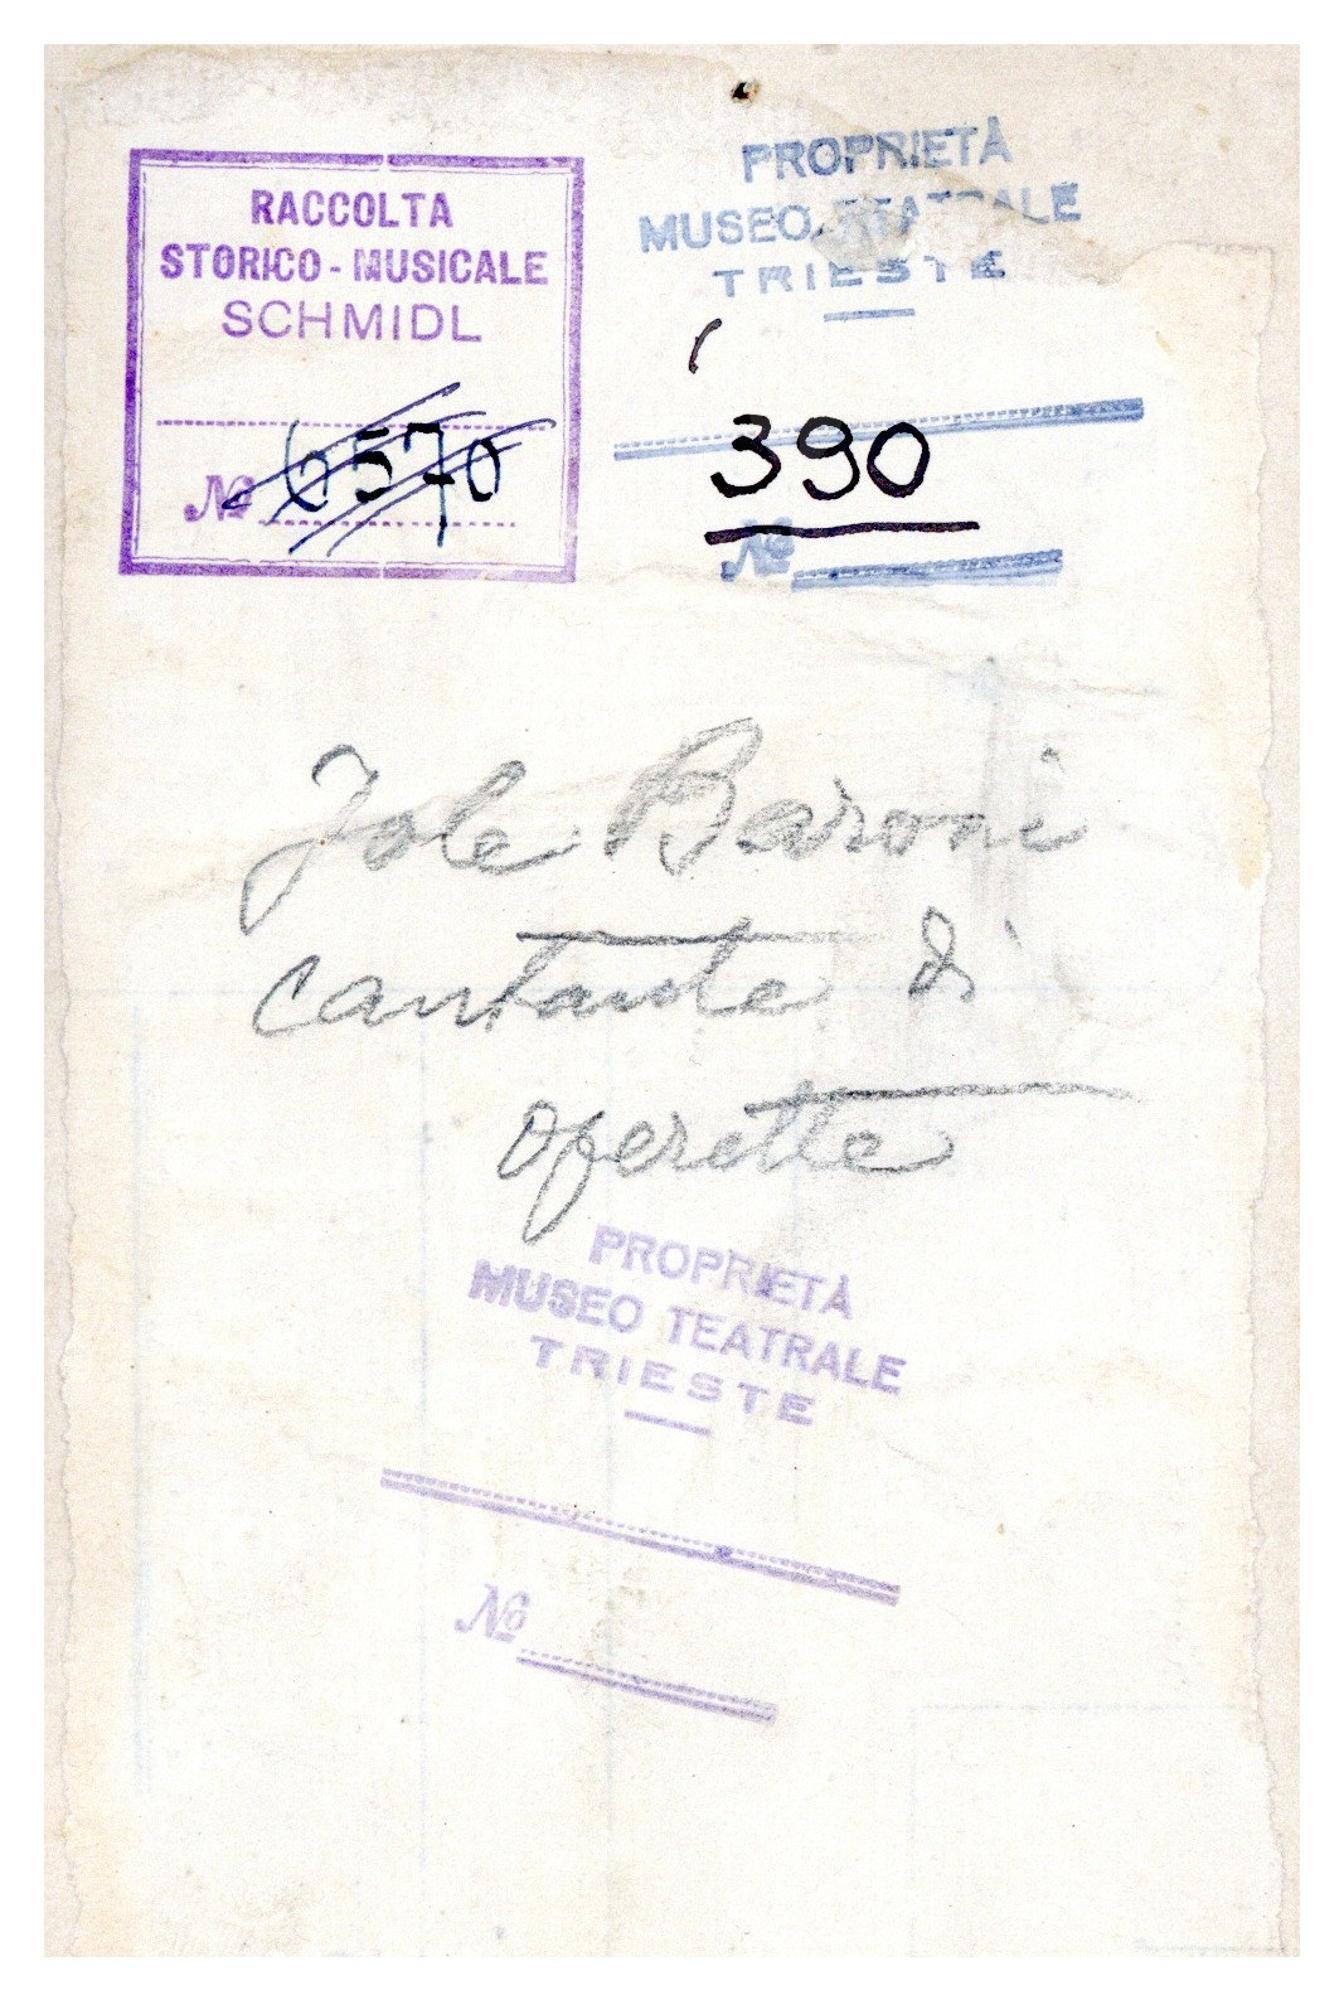 RACCOLTA
STORICO - MUSICALE
SCHMIDL
№ 6570
PROPRIETÀ
MUSEO TEATRALE
TRIESTE
390
№
Jole Baroni
cantante di
operette
PROPRIETÀ
MUSEO TEATRALE
TRIESTE
№